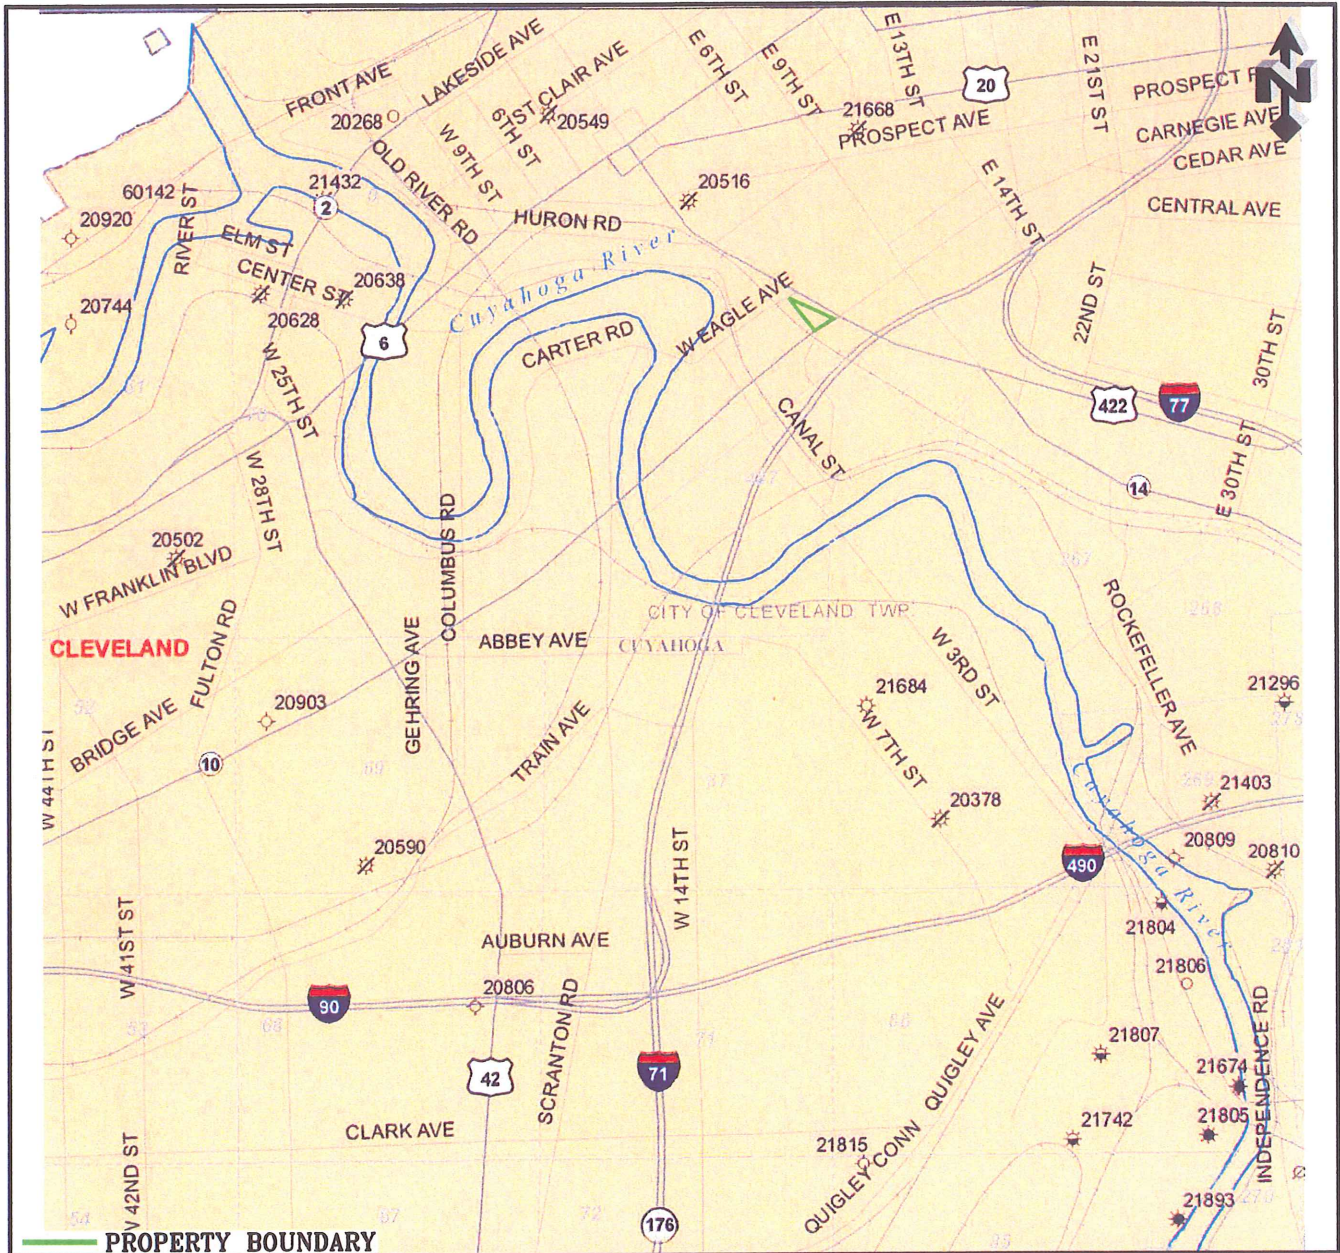 FRONT AVE
LAKESIDE AVE
ST CLAIR AVE
E 6TH ST
E 9TH ST
E 13TH ST
20
E 21ST ST
N
CARNEGIE AVE
CEDAR AVE
20268
W 9TH ST
6TH ST
20549
21668
PROSPECT AVE
OLD RIVER RD
E 14TH ST
CENTRAL AVE
60142
21432
2
20516
20920
RIVER ST
ELM ST
HURON RD
Cuyahoga River
CENTER ST
20638
20744
20628
6
CARTER RD
W EAGLE AVE
22ND ST
30TH ST
W 25TH ST
422
77
CANAL ST
W 28TH ST
14
E 30TH ST
20502
W FRANKLIN BLVD
COLUMBUS RD
267
268
CITY OF CLEVELAND TWP.
CUYAHOGA
CLEVELAND
FULTON RD
GEHRING AVE
ABBEY AVE
W 3RD ST
ROCKEFELLER AVE
20903
BRIDGE AVE
10
W 44TH ST
69
TRAIN AVE
21684
W 7TH ST
21296
20378
Cuyahoga River
21403
20590
W 14TH ST
490
20809
20810
21804
W 41ST ST
AUBURN AVE
21806
20806
90
SCRANTON RD
71
42
QUIGLEY AVE
21807
INDEPENDENCE RD
21674
CLARK AVE
21815
QUIGLEY CONN
21742
21805
W 42ND ST
21893
176
PROPERTY BOUNDARY